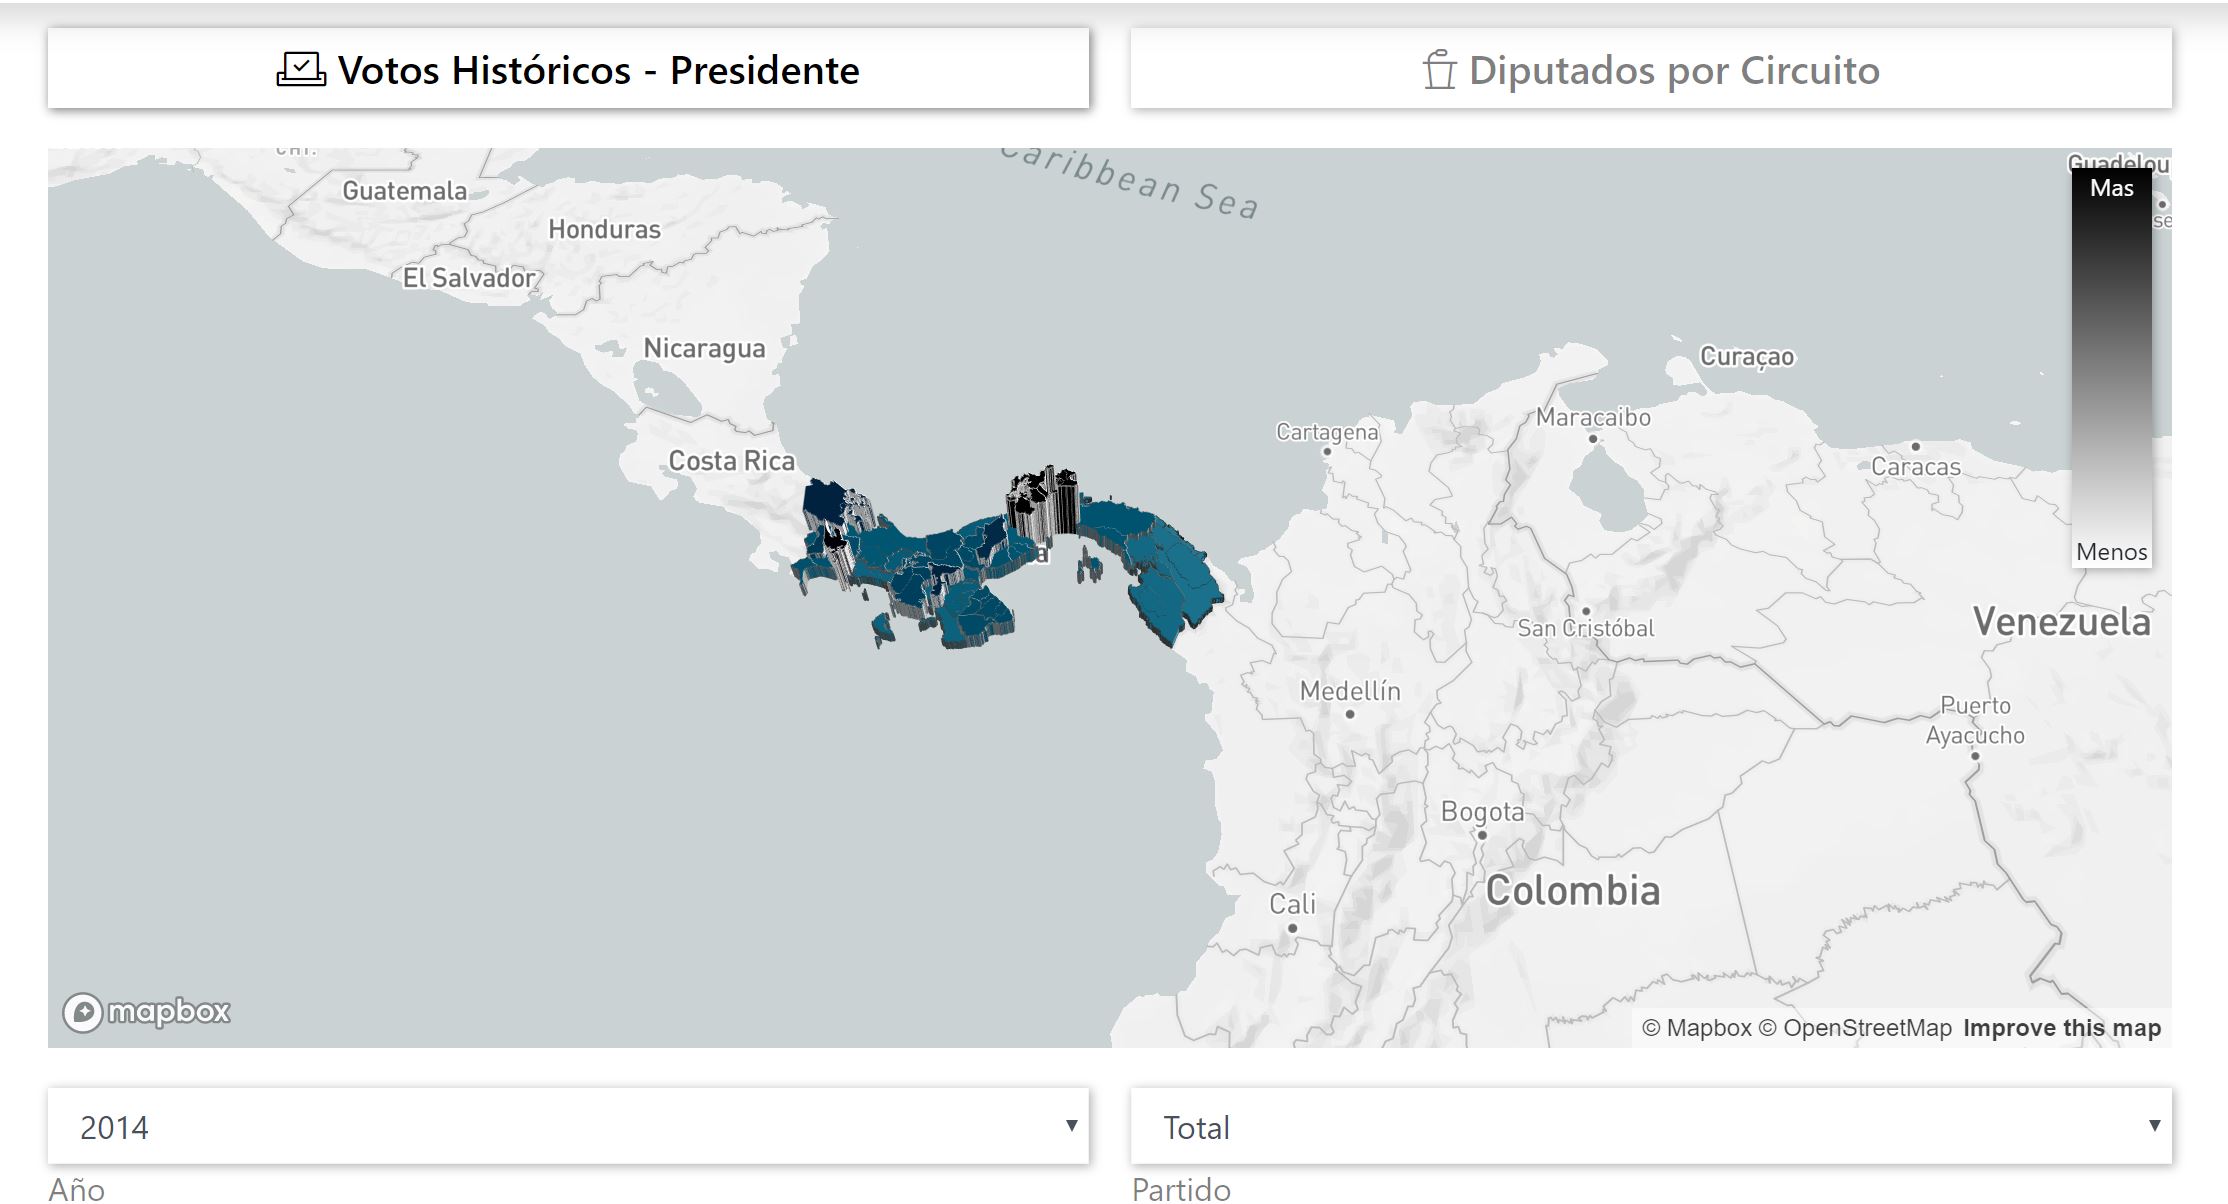 Votos Históricos - Presidente
Diputados por Circuito
Caribbean Sea
Guatemala
Honduras
El Salvador
Nicaragua
Costa Rica
Mas
Menos
Curaçao
Maracaibo
Cartagena
Caracas
San Cristóbal
Venezuela
Medellín
Puerto
Ayacucho
Bogota
Colombia
Cali
mapbox
© Mapbox © OpenStreetMap Improve this map
2014
Total
Año
Partido